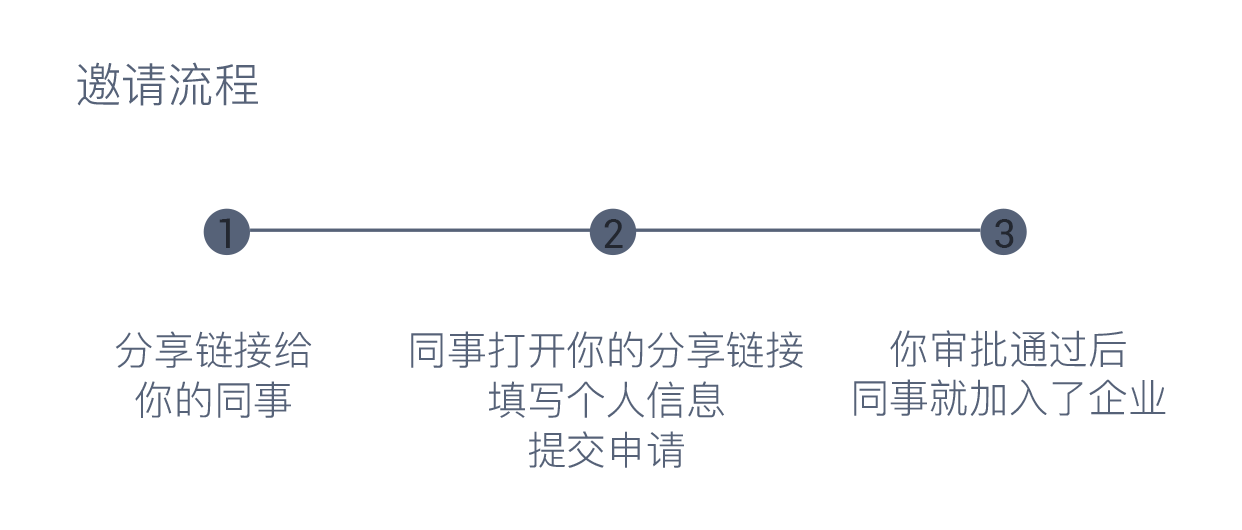 邀请流程
1
2
3
分享链接给
你的同事
同事打开你的分享链接
填写个人信息
提交申请
你审批通过后
同事就加入了企业